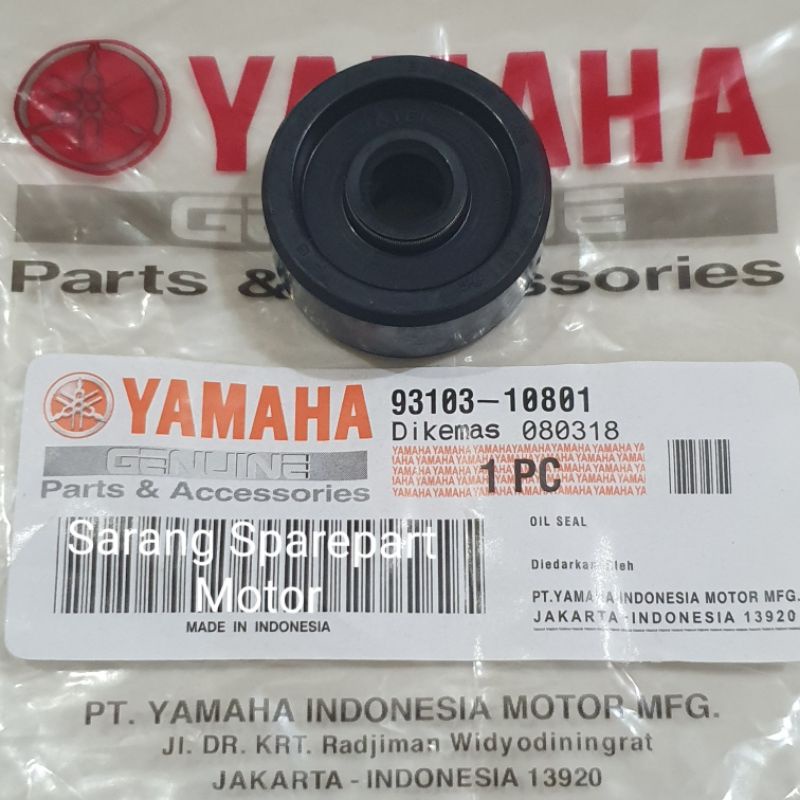 YAMAHA
GENUINE
Parts & Accessories
YAMAHA
GENUINE
Parts & Accessories
93103-10801
Dikemas 080318
YAMAHAYAMAHAYAMAHAYAMAHAYAMAHAYAMAHA
1 PC
OIL SEAL
Diedarkan oleh
PT.YAMAHA INDONESIA MOTOR MFG.
JAKARTA-INDONESIA 13920
Sarang Sparepart
Motor
MADE IN INDONESIA
PT. YAMAHA INDONESIA MOTOR MFG.
Jl. DR. KRT. Radjiman Widyodiningrat
JAKARTA - INDONESIA 13920